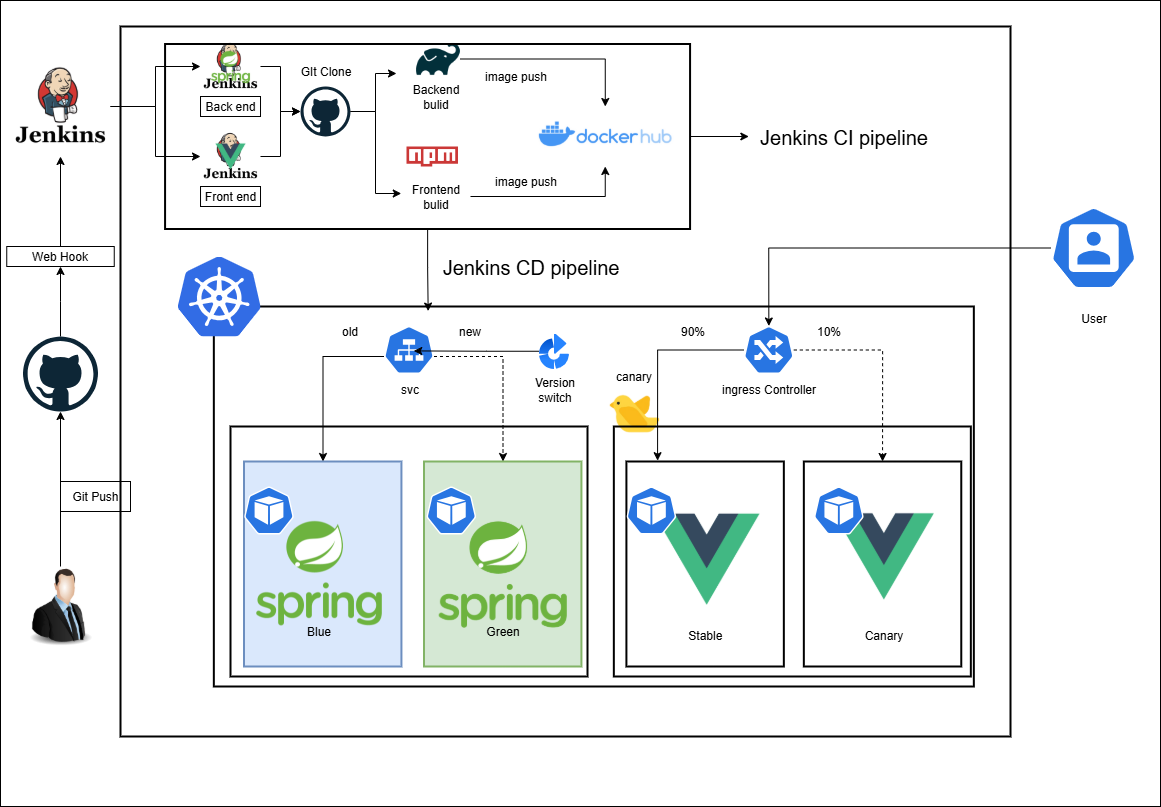 Jenkins
Web Hook
Git Push
spring
Jenkins
Back end
Jenkins
Front end
GIt Clone
Backend
bulid
image push
npm
Frontend
bulid
image push
docker hub
Jenkins CI pipeline
Jenkins CD pipeline
User
old
new
svc
Version
switch
90%
10%
canary
ingress Controller
spring
Blue
spring
Green
Stable
Canary